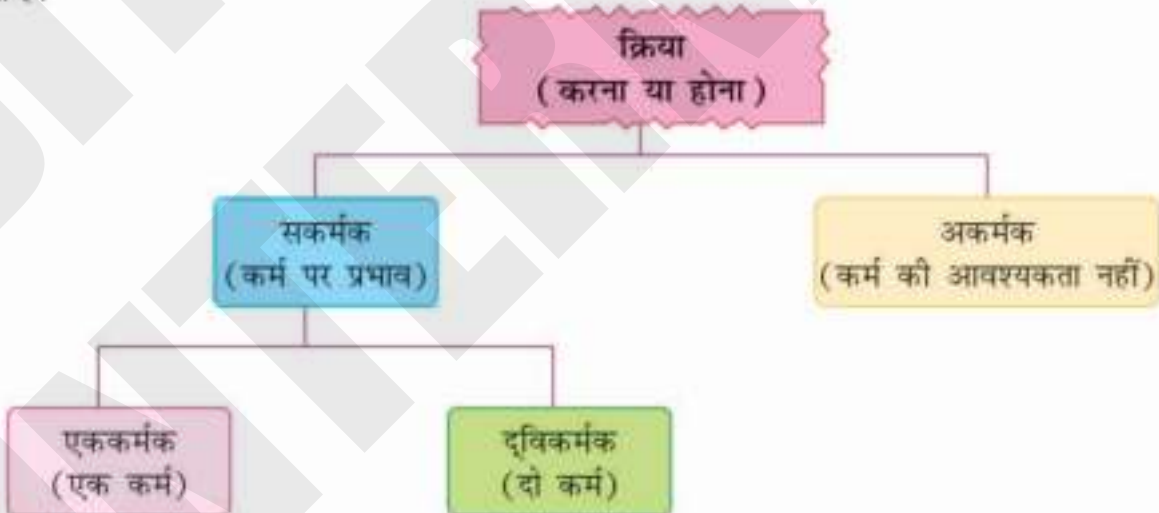 क्रिया
(करना या होना)
सकर्मक
(कर्म पर प्रभाव)
अकर्मक
(कर्म की आवश्यकता नहीं)
एककर्मक
(एक कर्म)
द्‌विकर्मक
(दो कर्म)